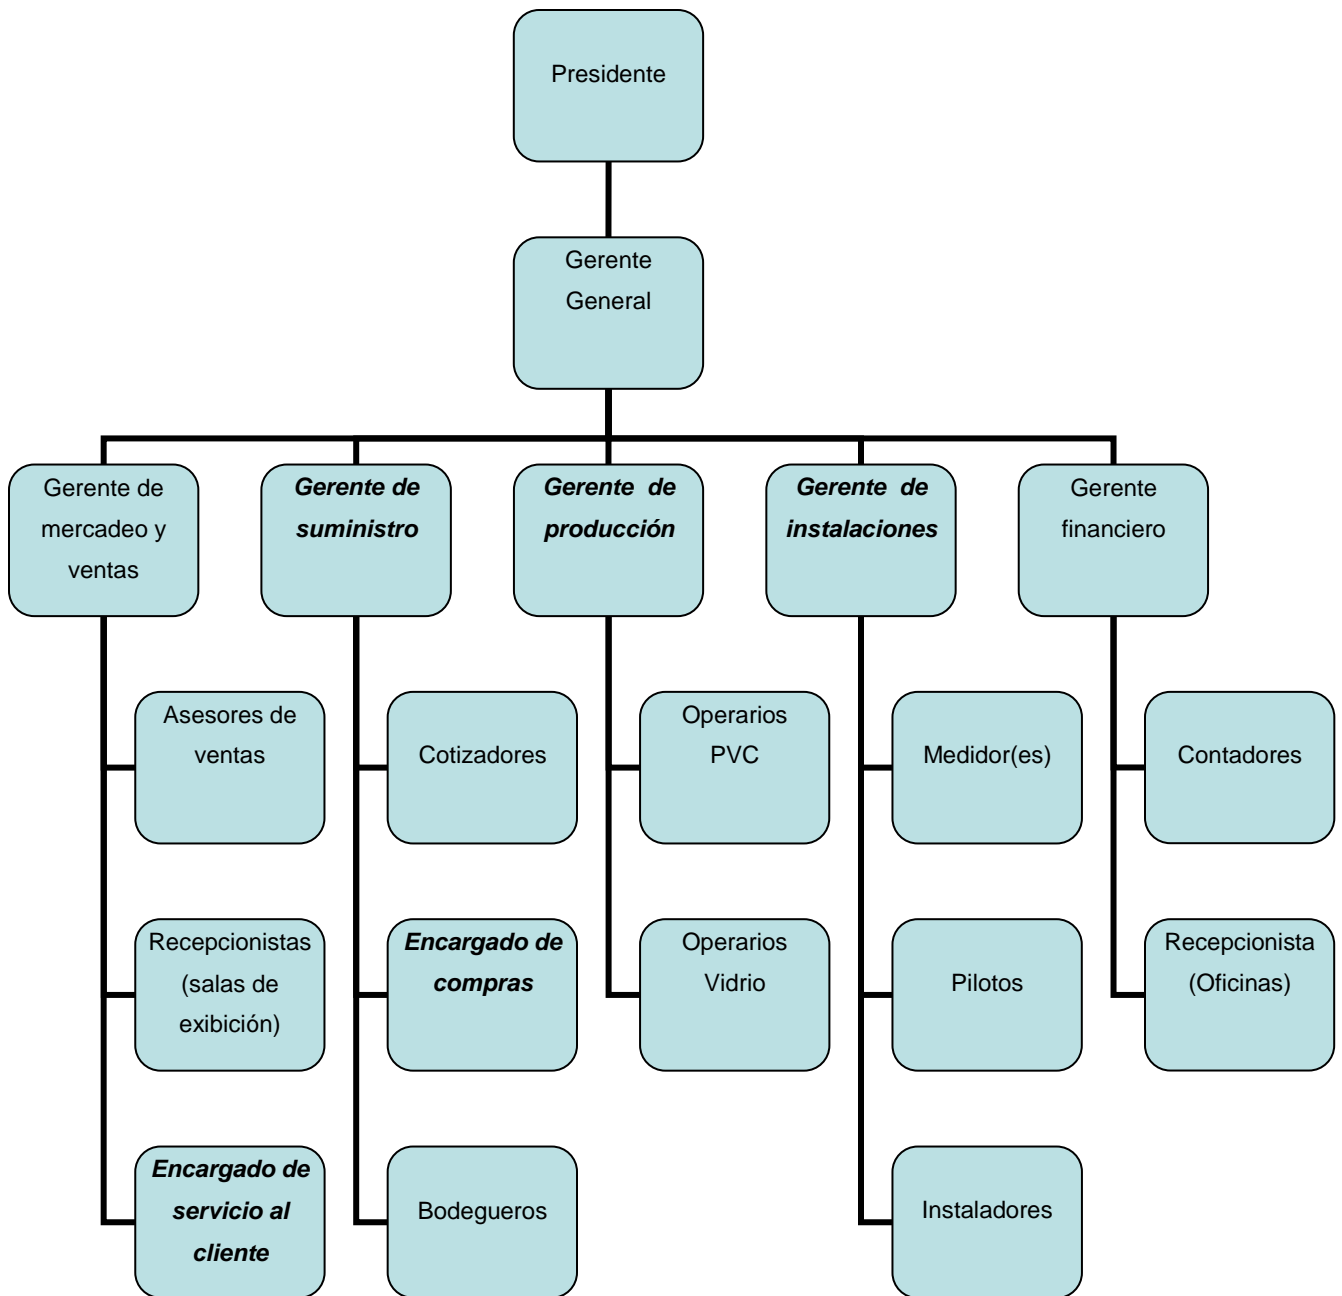 Presidente
Gerente
General
Gerente de
mercadeo y
ventas
Gerente de
suministro
Gerente de
producción
Gerente de
instalaciones
Gerente
financiero
Asesores de
ventas
Cotizadores
Operarios
PVC
Medidor(es)
Contadores
Recepcionistas
(salas de
exibición)
Encargado de
compras
Operarios
Vidrio
Pilotos
Recepcionista
(Oficinas)
Encargado de
servicio al
cliente
Bodegueros
Instaladores